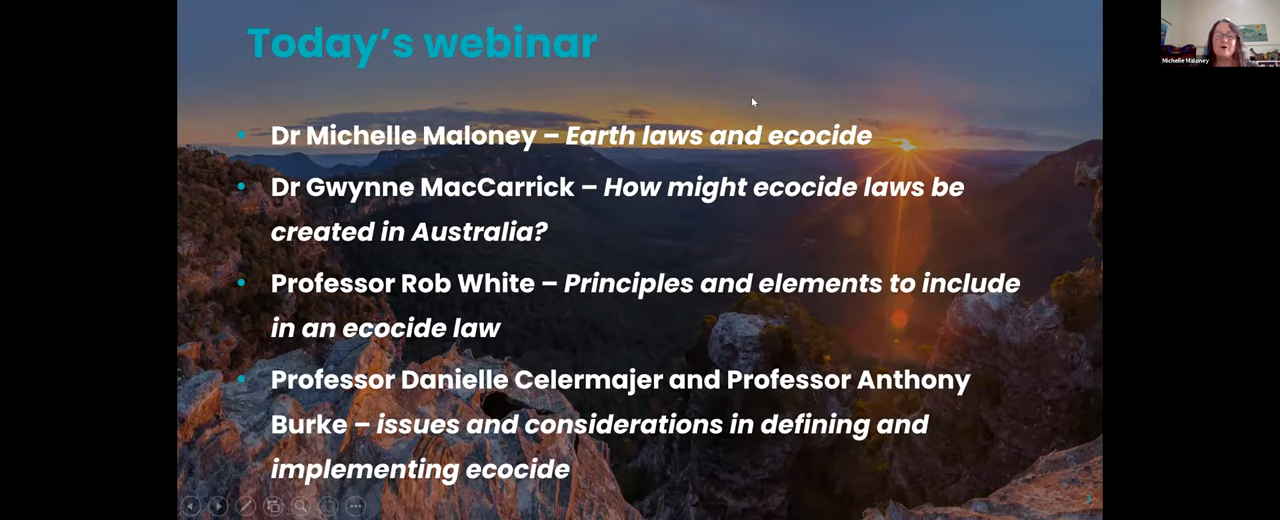 Today's webinar
Michelle Maloney
• Dr Michelle Maloney – Earth laws and ecocide
• Dr Gwynne MacCarrick – How might ecocide laws be
created in Australia?
• Professor Rob White – Principles and elements to include
in an ecocide law
• Professor Danielle Celermajer and Professor Anthony
Burke – issues and considerations in defining and
implementing ecocide